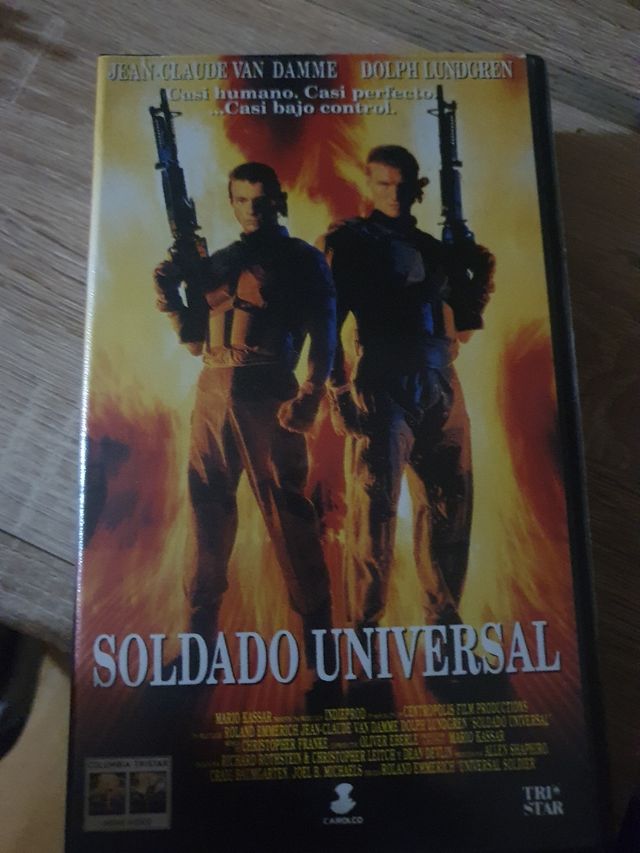 JEAN-CLAUDE VAN DAMME DOLPH LUNDGREN
Casi humano. Casi perfecto.
...Casi bajo control.
SOLDADO UNIVERSAL
MARIO KASSAR INDIEPROD CENTROPOLIS FILM PRODUCTIONS
ROLAND EMMERICH JEAN-CLAUDE VAN DAMME DOLPH LUNDGREN "SOLDADO UNIVERSAL"
CHRISTOPHER FRANKE OLIVER EBERLE MARIO KASSAR
RICHARD ROTHSTEIN & CHRISTOPHER LEITCH Y DEAN DEVLIN ALLEN SHAPIRO
CRAIG BAUMGARTEN, JOEL B. MICHAELS ROLAND EMMERICH "UNIVERSAL SOLDIER"
COLUMBIA TRISTAR
HOME VIDEO
CAROLCO
TRI★
STAR